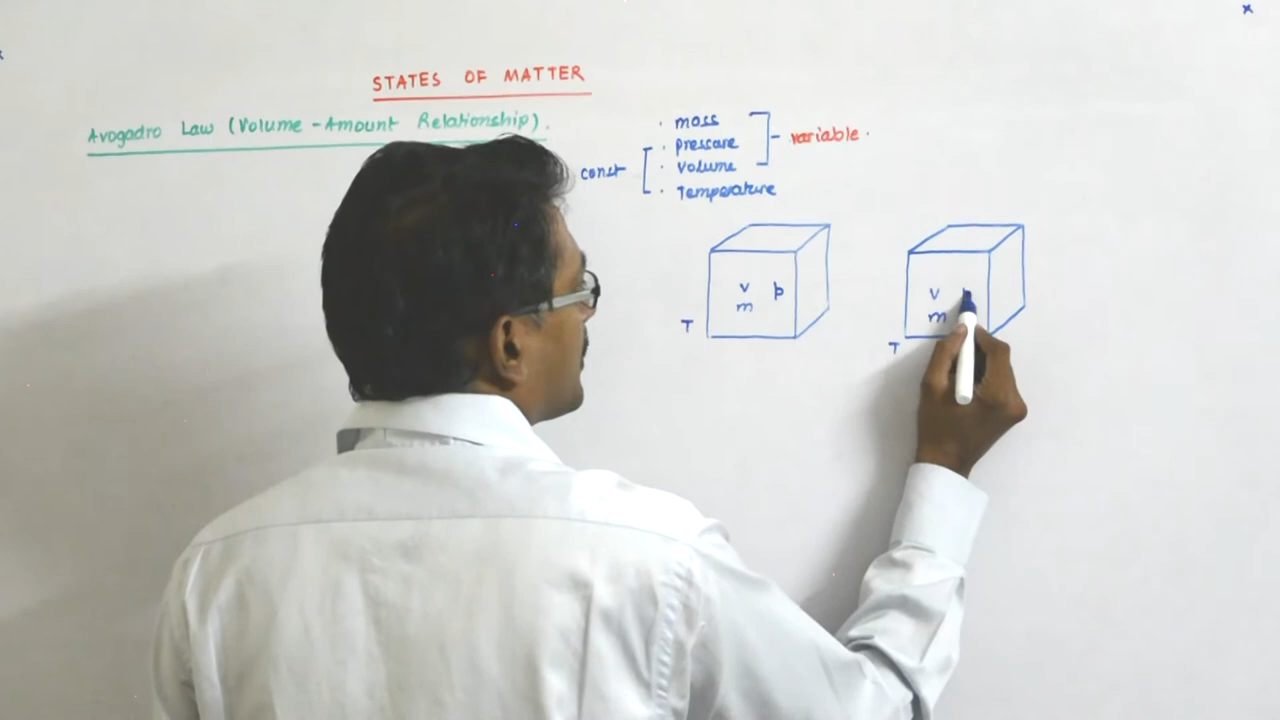 STATES OF MATTER
Avogadro Law (Volume - Amount Relationship).
· mass
· pressure
· volume
· Temperature
const
variable.
v p
m
T
v
m
T